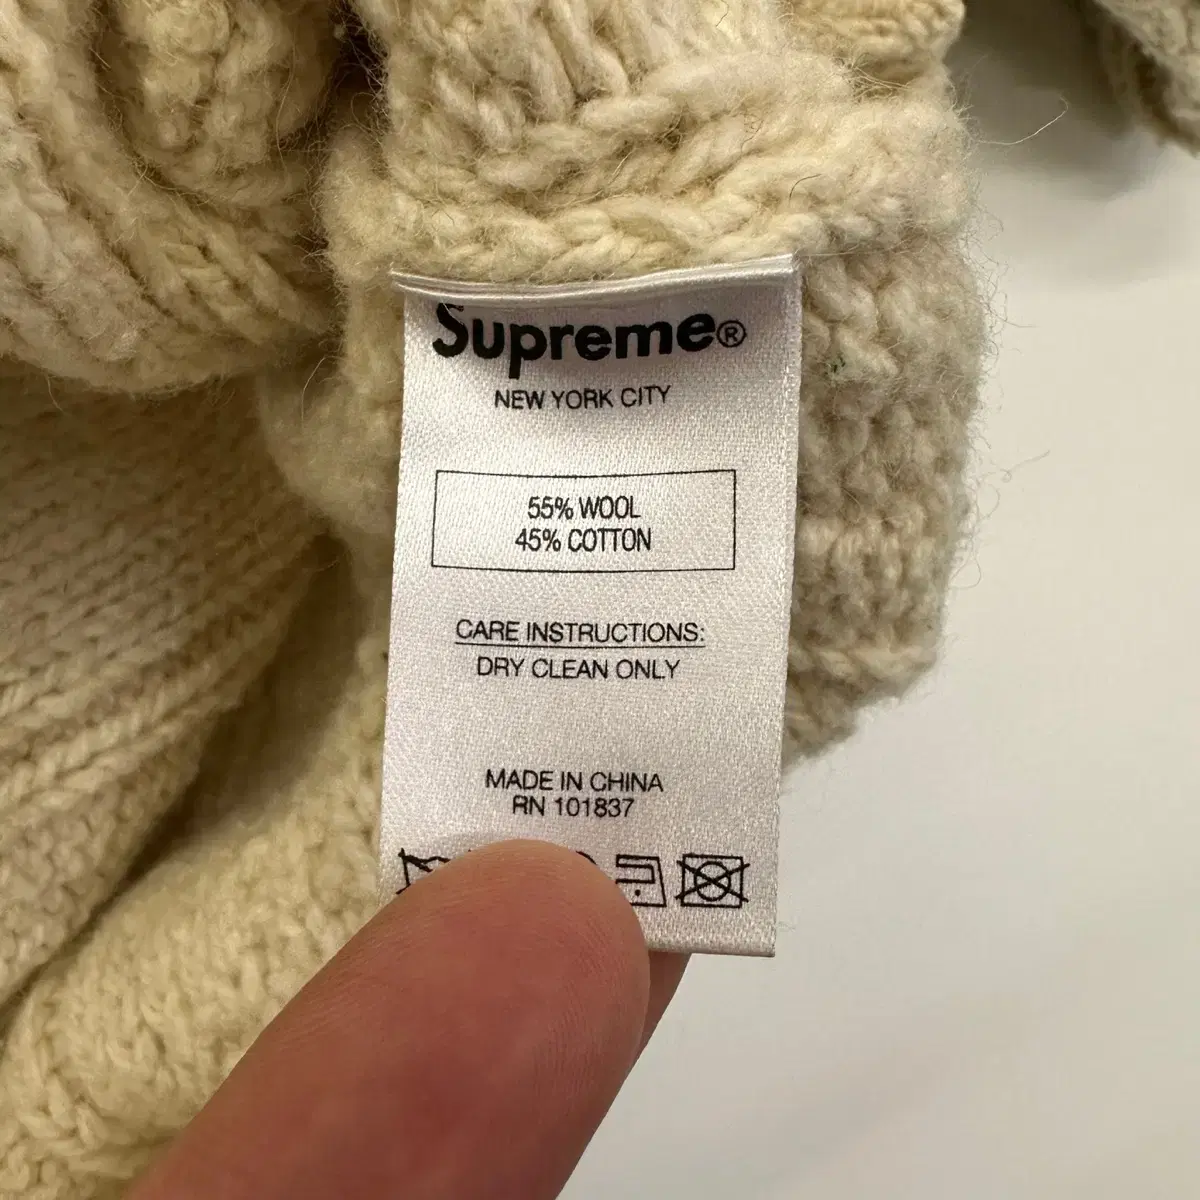 Supreme®
NEW YORK CITY
55% WOOL
45% COTTON
CARE INSTRUCTIONS:
DRY CLEAN ONLY
MADE IN CHINA
RN 101837